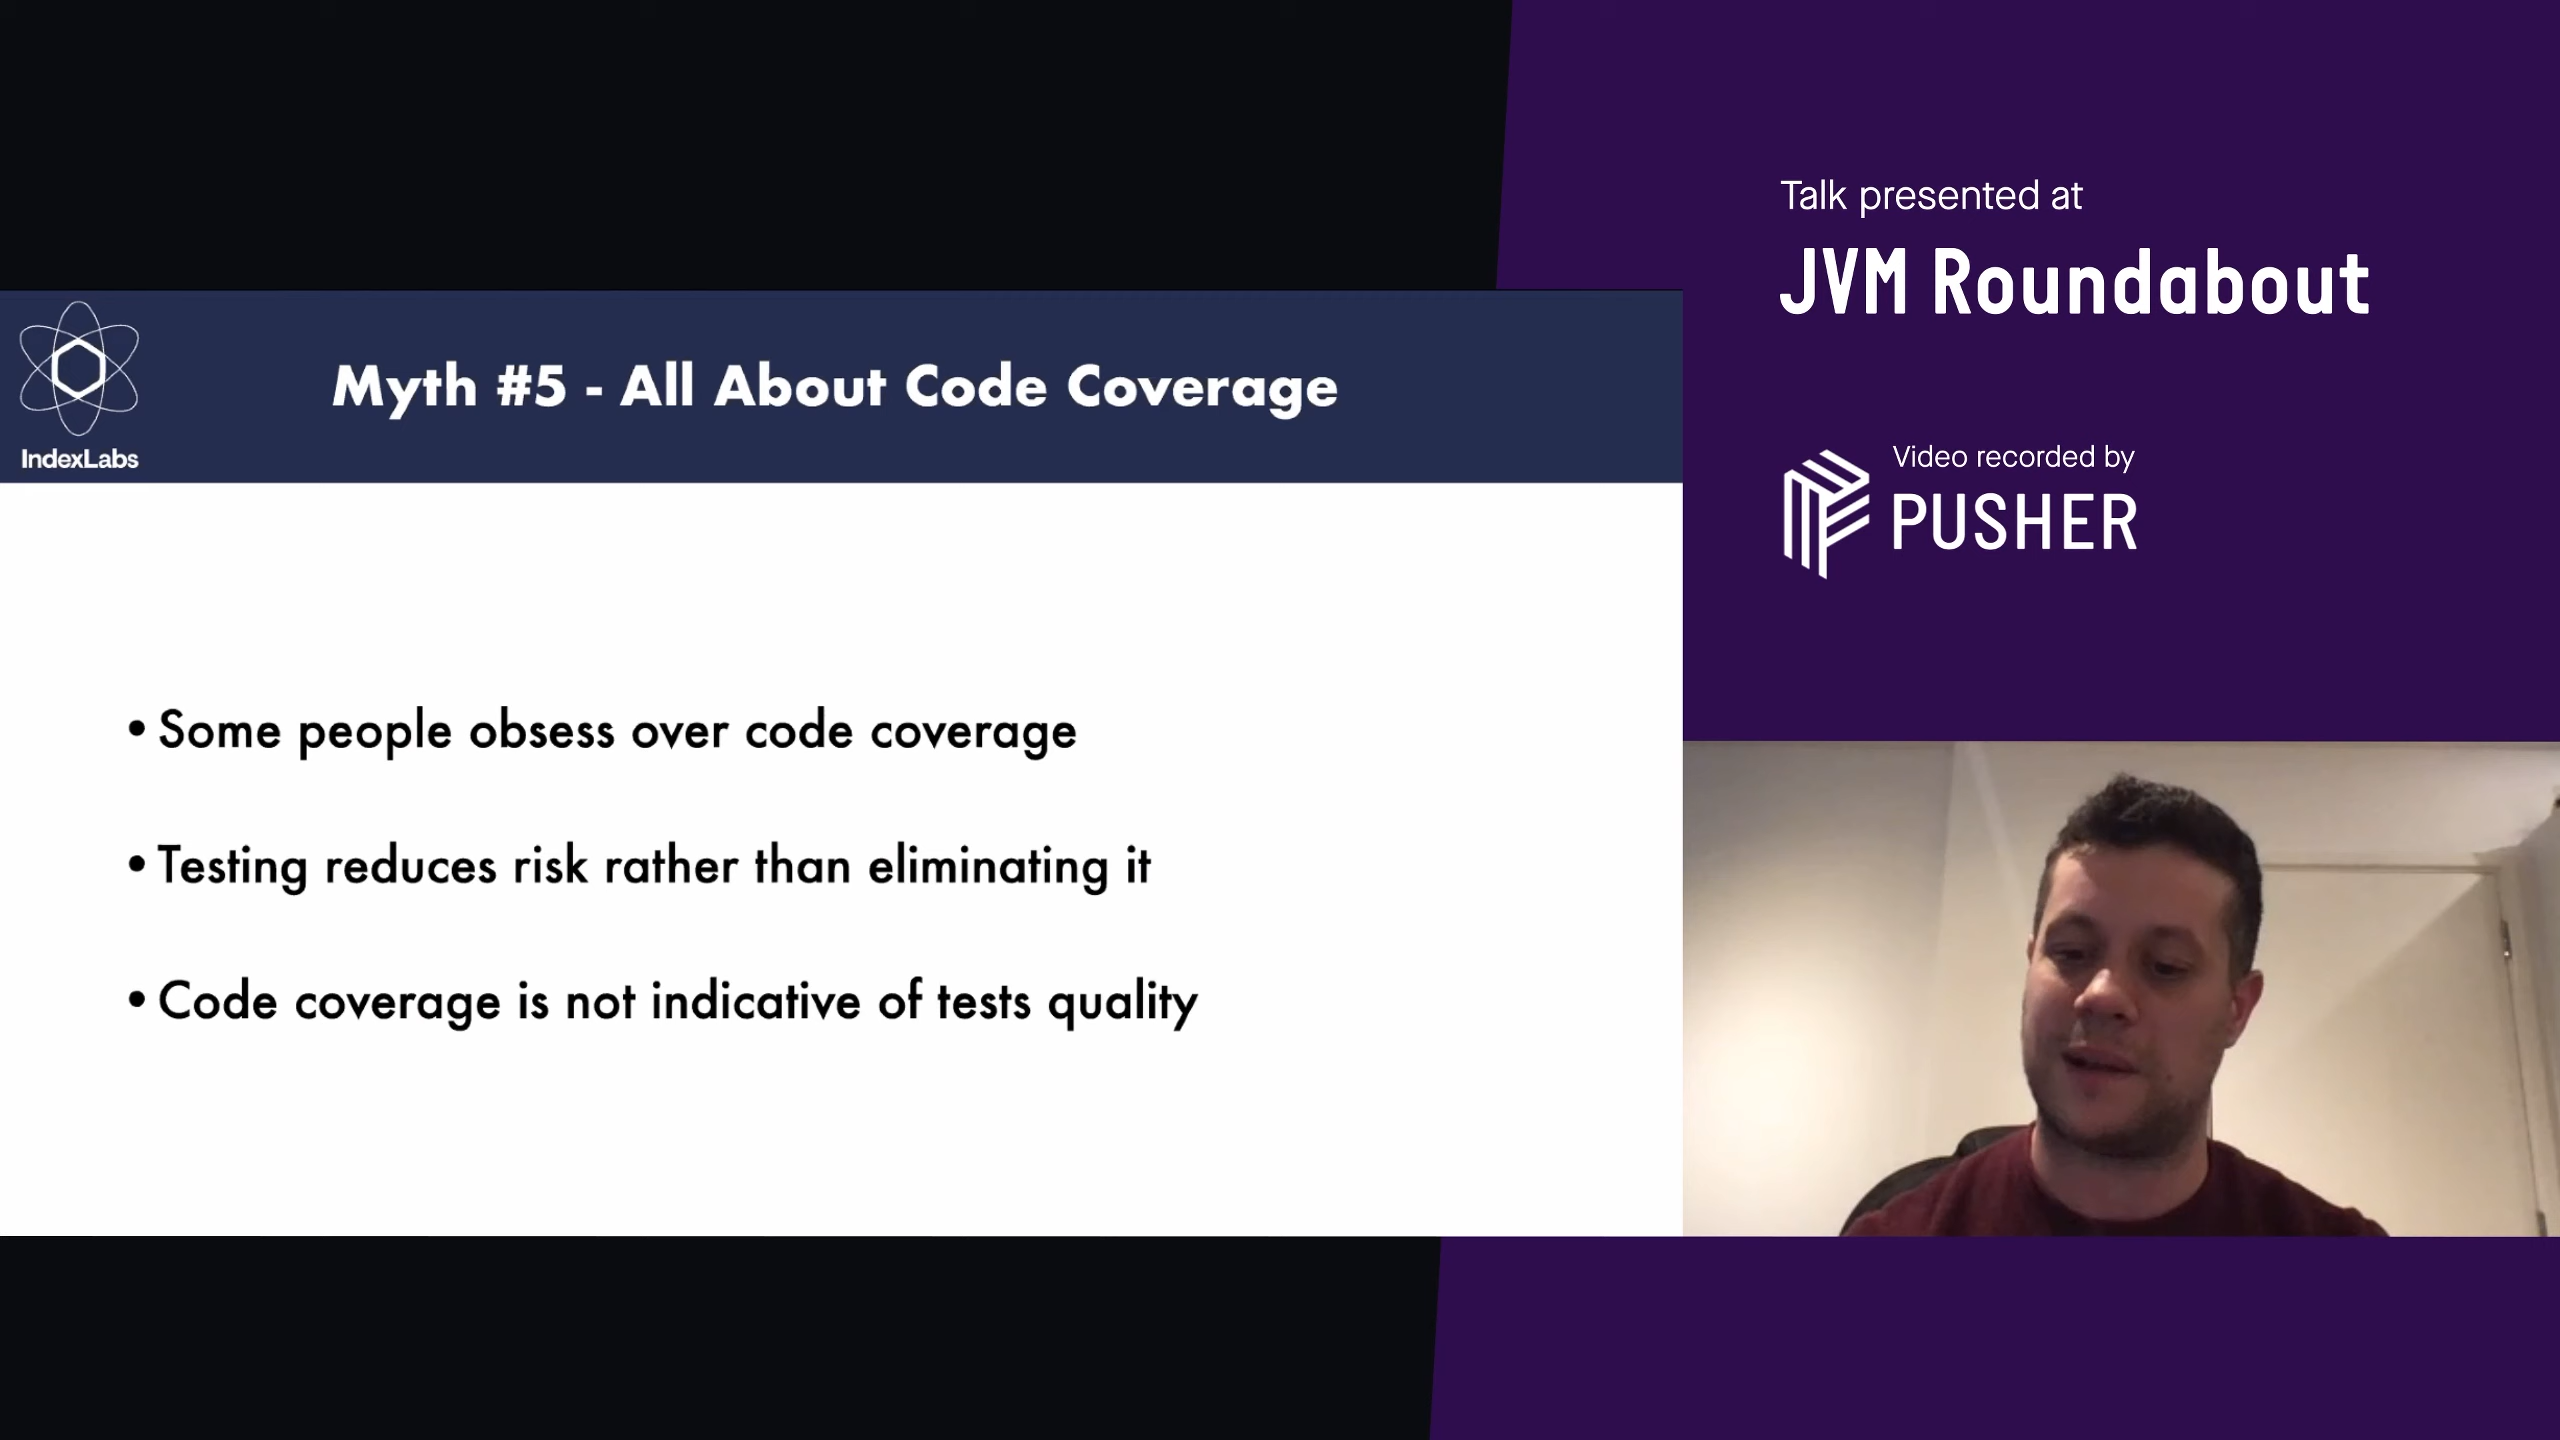 IndexLabs
Myth #5 - All About Code Coverage
• Some people obsess over code coverage
• Testing reduces risk rather than eliminating it
• Code coverage is not indicative of tests quality
Talk presented at
JVM Roundabout
Video recorded by
PUSHER